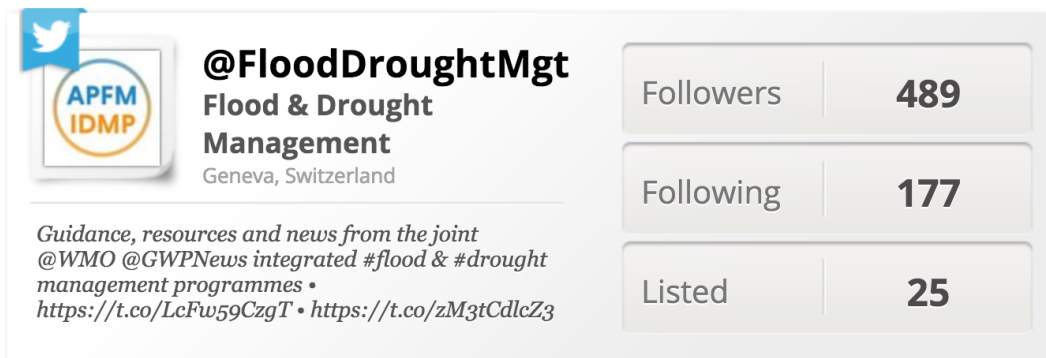 APFM
IDMP
@FloodDroughtMgt
Flood & Drought
Management
Geneva, Switzerland
Guidance, resources and news from the joint
@WMO @GWPNews integrated #flood & #drought
management programmes •
https://t.co/LcFw59CzgT • https://t.co/zM3tCdlcZ3
Followers 489
Following 177
Listed 25